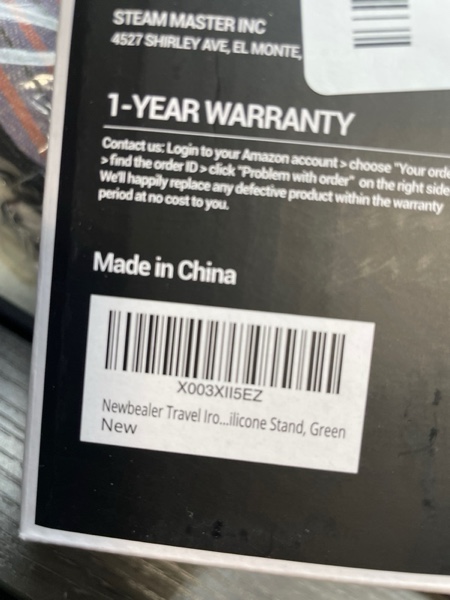 STEAM MASTER INC
4527 SHIRLEY AVE, EL MONTE,
1-YEAR WARRANTY
Contact us: Login to your Amazon account > choose "Your orde
> find the order ID > click "Problem with order" on the right side
We'll happily replace any defective product within the warranty
period at no cost to you.
Made in China
X003XII5EZ
Newbealer Travel Iro...ilicone Stand, Green
New